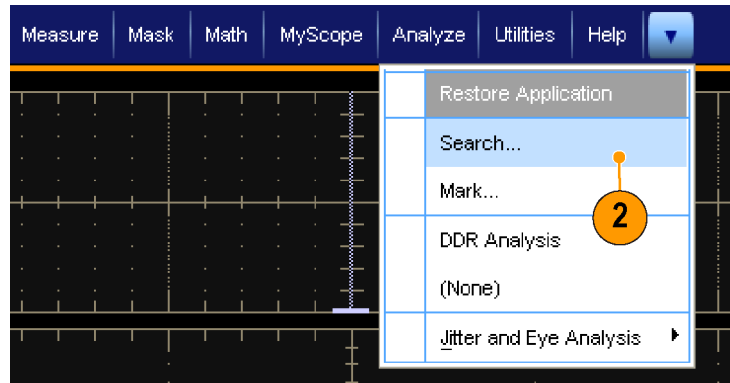 Measure Mask Math MyScope Analyze Utilities Help
Restore Application
Search...
Mark...
2
DDR Analysis
(None)
Jitter and Eye Analysis